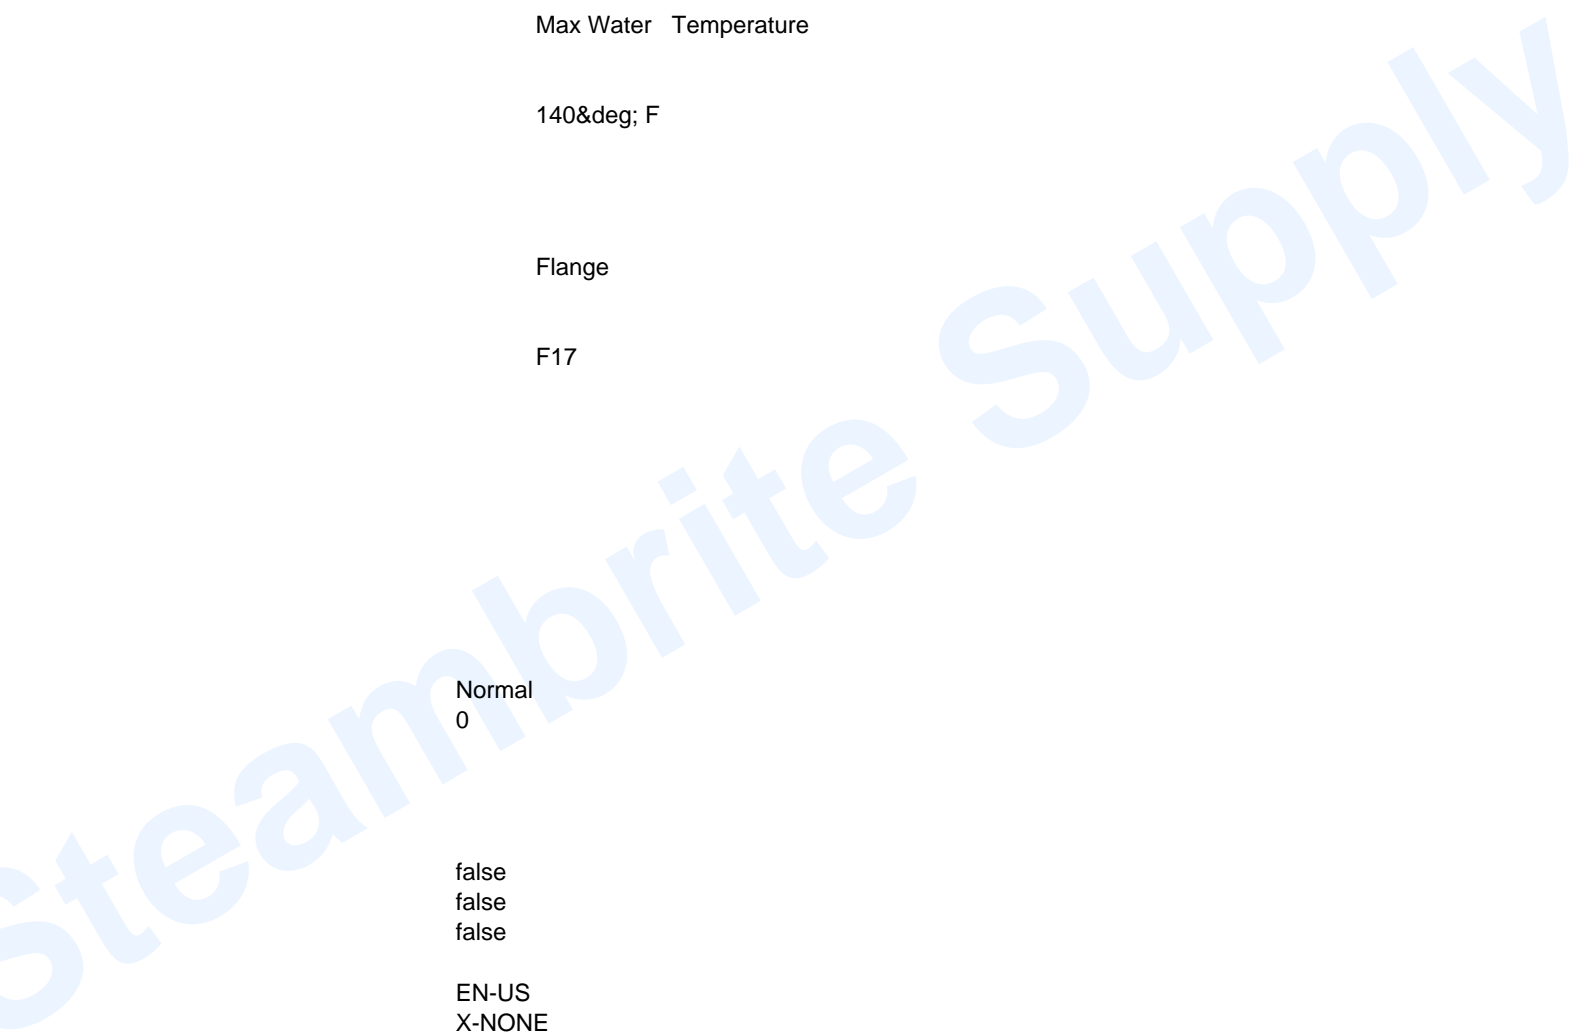 Max Water   Temperature
140&deg; F
Flange
F17
Normal
0
false
false
false
EN-US
X-NONE
Steambrite Supply